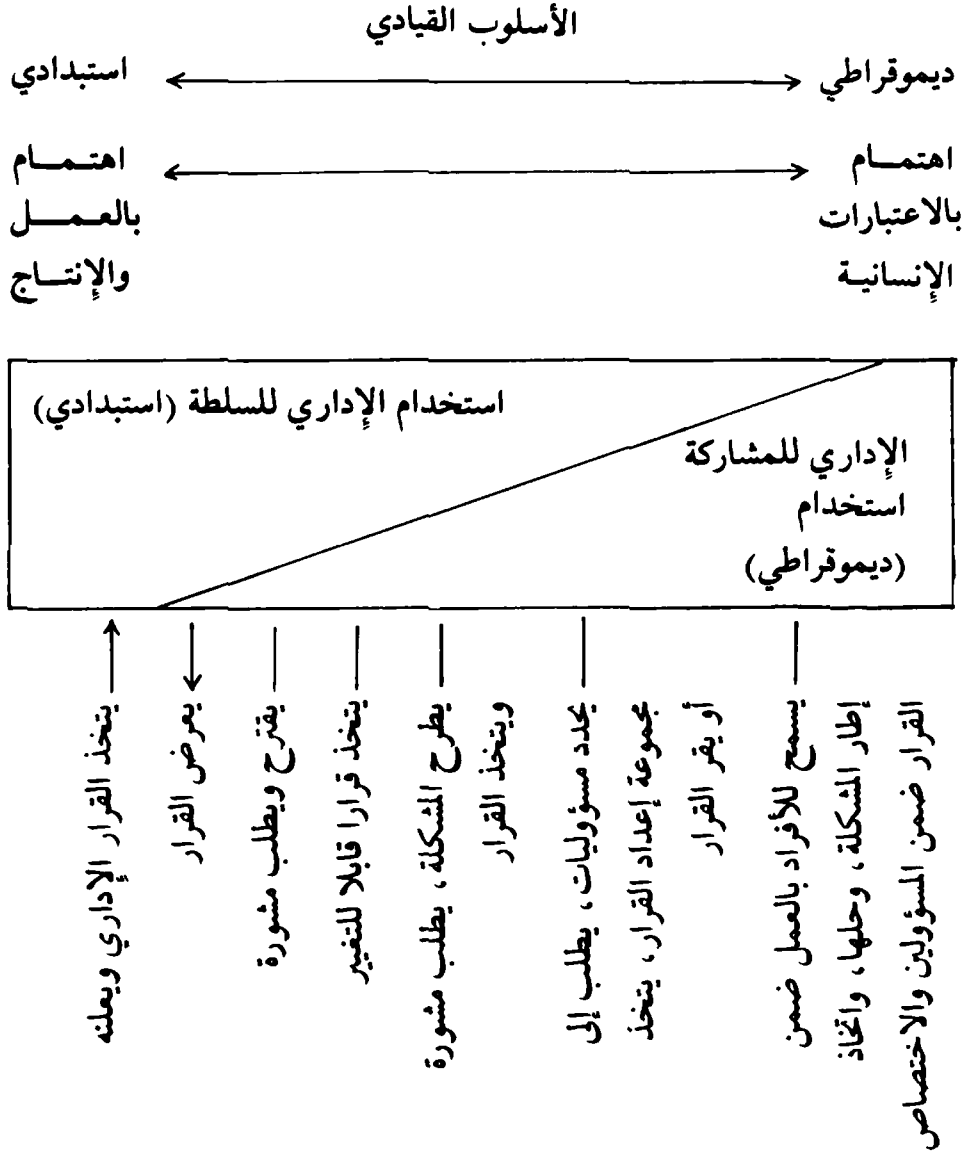 الأسلوب القيادي
ديموقراطي
استبدادي
اهتمام
بالاعتبارات
الإنسانية
اهتمام
بالعمل
والإنتاج
استخدام الإداري للسلطة (استبدادي)
الإداري للمشاركة
استخدام
(ديموقراطي)
يتخذ القرار الإداري ويعلنه
يعرض القرار
يقترح ويطلب مشورة
يتخذ قرارا قابلا للتغيير
يطرح المشكلة، يطلب مشورة
ويتخذ القرار
يحدد مسؤوليات، يطلب إلى
مجموعة إعداد القرار، يتخذ
أو يقر القرار
يسمح للأفراد بالعمل ضمن
إطار المشكلة، وحلها، واتخاذ
القرار ضمن المسؤولين والاختصاص